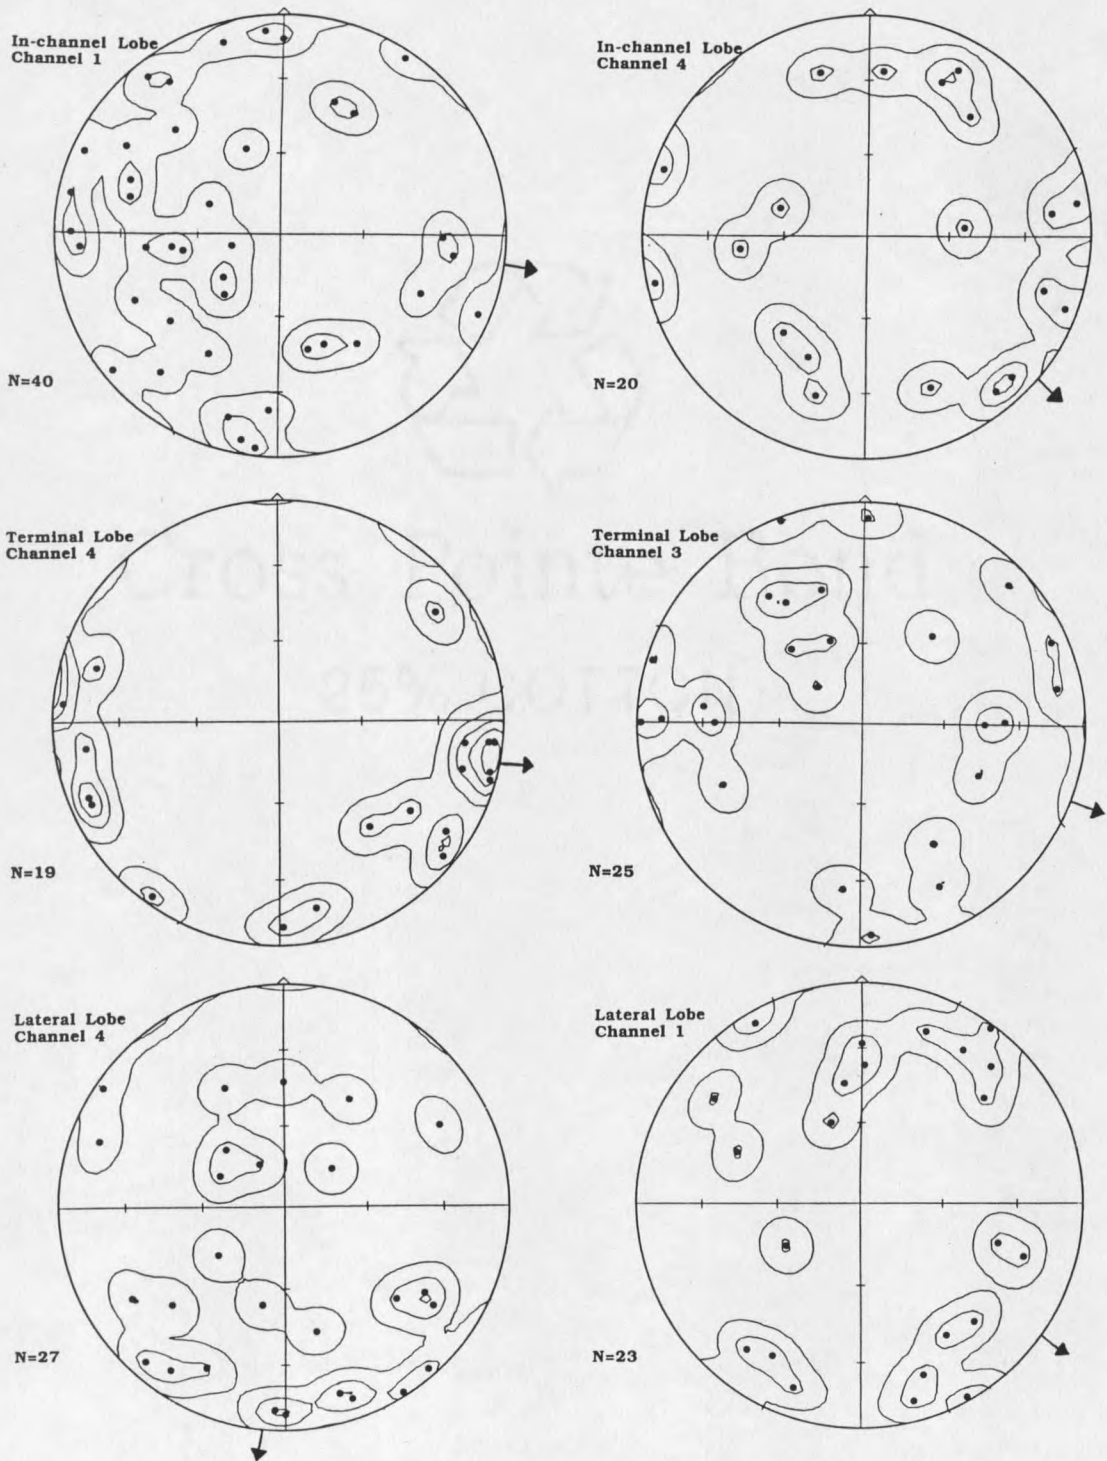 In-channel Lobe
Channel 1
N=40
In-channel Lobe
Channel 4
N=20
Terminal Lobe
Channel 4
N=19
Terminal Lobe
Channel 3
N=25
Lateral Lobe
Channel 4
N=27
Lateral Lobe
Channel 1
N=23